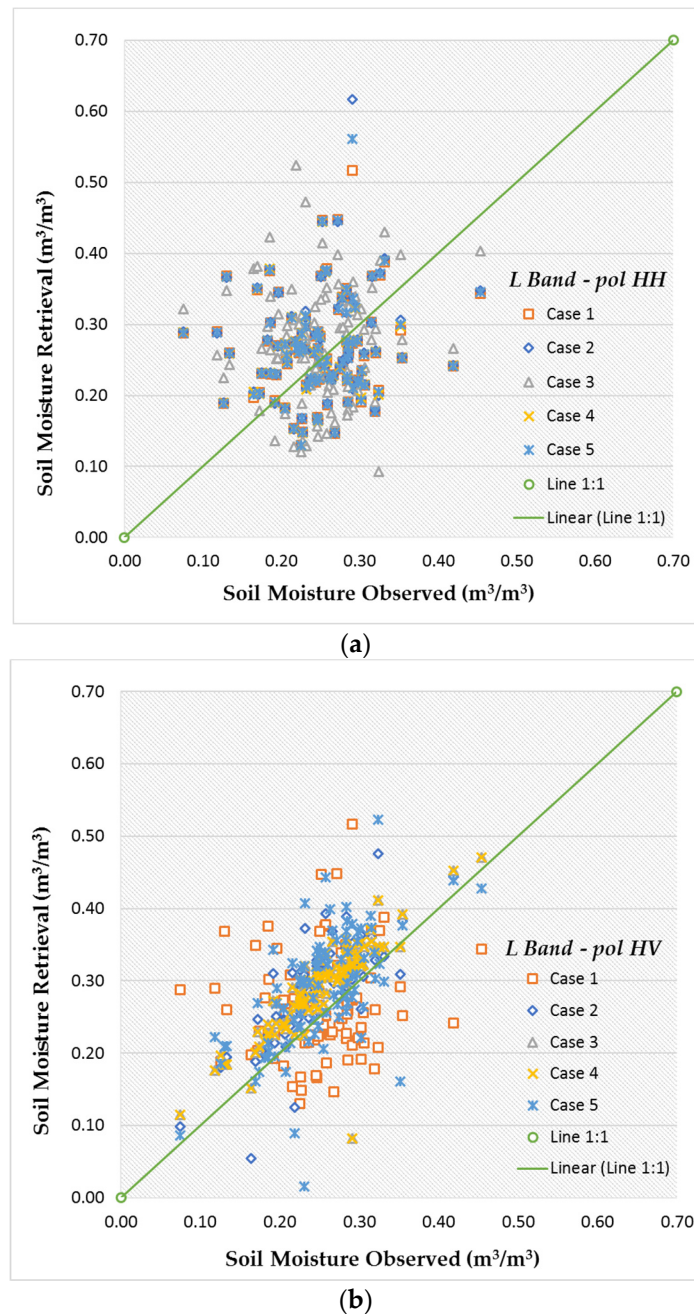 0.70
0.60
0.50
0.40
0.30
0.20
0.10
0.00
Soil Moisture Retrieval (m³/m³)
L Band - pol HH
Case 1
Case 2
Case 3
Case 4
Case 5
Line 1:1
Linear (Line 1:1)
0.00 0.10 0.20 0.30 0.40 0.50 0.60 0.70
Soil Moisture Observed (m³/m³)
(a)
0.70
0.60
0.50
0.40
0.30
0.20
0.10
0.00
Soil Moisture Retrieval (m³/m³)
L Band - pol HV
Case 1
Case 2
Case 3
Case 4
Case 5
Line 1:1
Linear (Line 1:1)
0.00 0.10 0.20 0.30 0.40 0.50 0.60 0.70
Soil Moisture Observed (m³/m³)
(b)